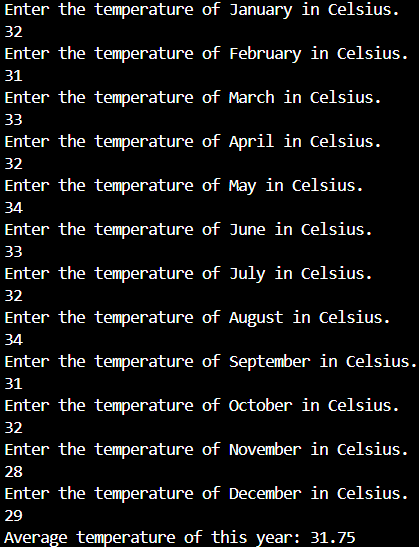 Enter the temperature of January in Celsius.
32
Enter the temperature of February in Celsius.
31
Enter the temperature of March in Celsius.
33
Enter the temperature of April in Celsius.
32
Enter the temperature of May in Celsius.
34
Enter the temperature of June in Celsius.
33
Enter the temperature of July in Celsius.
32
Enter the temperature of August in Celsius.
34
Enter the temperature of September in Celsius.
31
Enter the temperature of October in Celsius.
32
Enter the temperature of November in Celsius.
28
Enter the temperature of December in Celsius.
29
Average temperature of this year: 31.75